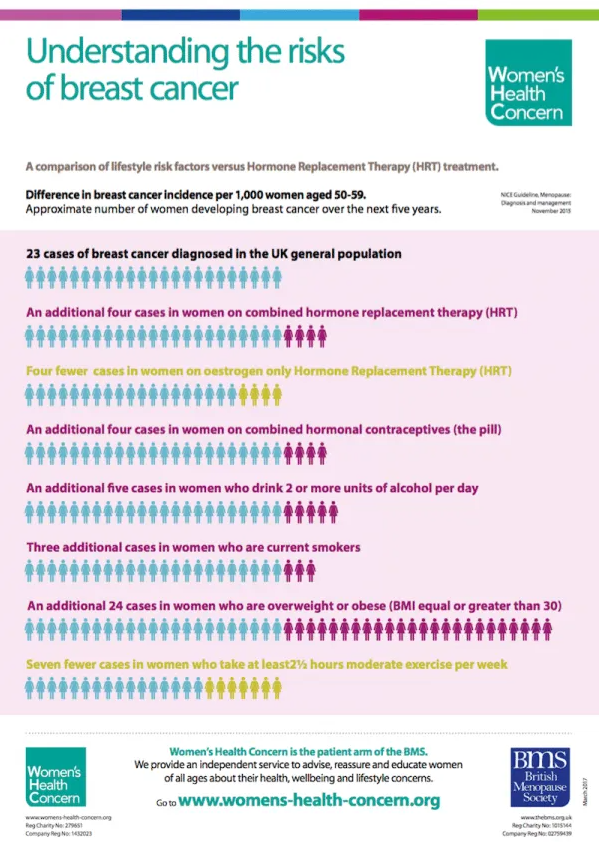 Understanding the risks
of breast cancer
Women's
Health
Concern
A comparison of lifestyle risk factors versus Hormone Replacement Therapy (HRT) treatment.
Difference in breast cancer incidence per 1,000 women aged 50-59.
Approximate number of women developing breast cancer over the next five years.
NICE Guideline, Menopause:
Diagnosis and management
November 2015
23 cases of breast cancer diagnosed in the UK general population
An additional four cases in women on combined hormone replacement therapy (HRT)
Four fewer cases in women on oestrogen only Hormone Replacement Therapy (HRT)
An additional four cases in women on combined hormonal contraceptives (the pill)
An additional five cases in women who drink 2 or more units of alcohol per day
Three additional cases in women who are current smokers
An additional 24 cases in women who are overweight or obese (BMI equal or greater than 30)
Seven fewer cases in women who take at least2½ hours moderate exercise per week
Women's
Health
Concern
www.womens-health-concern.org
Reg Charity No: 279651
Company Reg No: 1432023
Women's Health Concern is the patient arm of the BMS.
We provide an independent service to advise, reassure and educate women
of all ages about their health, wellbeing and lifestyle concerns.
Go to www.womens-health-concern.org
BMS
British
Menopause
Society
www.thebms.org.uk
Reg Charity No: 1015144
Company Reg No: 02759439
March 2017